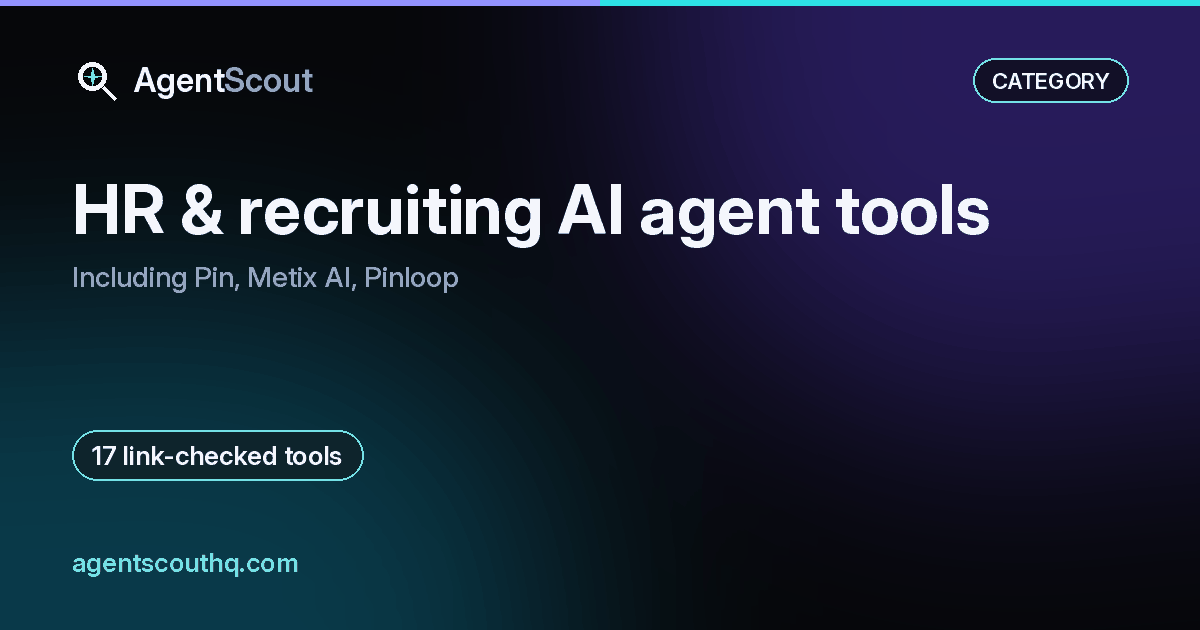 AgentScout
CATEGORY
HR & recruiting AI agent tools
Including Pin, Metix AI, Pinloop
17 link-checked tools
agentscouthq.com